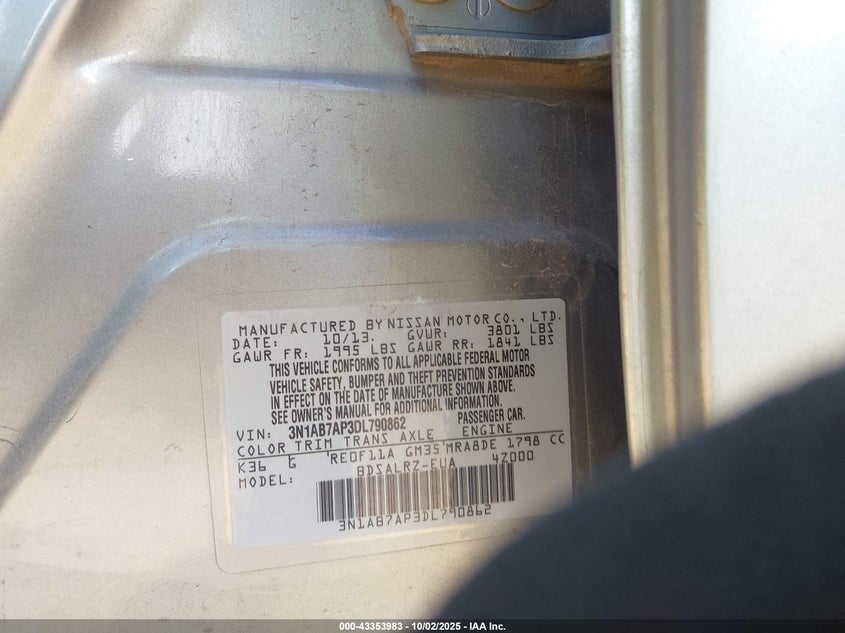 MANUFACTURED BY NISSAN MOTOR CO., LTD.
DATE: 10/13. GVWR: 3801 LBS
GAWR FR: 1995 LBS GAWR RR: 1841 LBS
THIS VEHICLE CONFORMS TO ALL APPLICABLE FEDERAL MOTOR
VEHICLE SAFETY, BUMPER AND THEFT PREVENTION STANDARDS
IN EFFECT ON THE DATE OF MANUFACTURE SHOWN ABOVE.
SEE OWNER'S MANUAL FOR ADDITIONAL INFORMATION.
VIN: 3N1AB7AP3DL790862 PASSENGER CAR.
COLOR TRIM TRANS AXLE ENGINE
K36 G RE0F11A GM35 MRA8DE 1798 CC
MODEL: BDSALRZ-EUA 4Z000
3N1AB7AP3DL790862
000-43353983 - 10/02/2025 - IAA Inc.